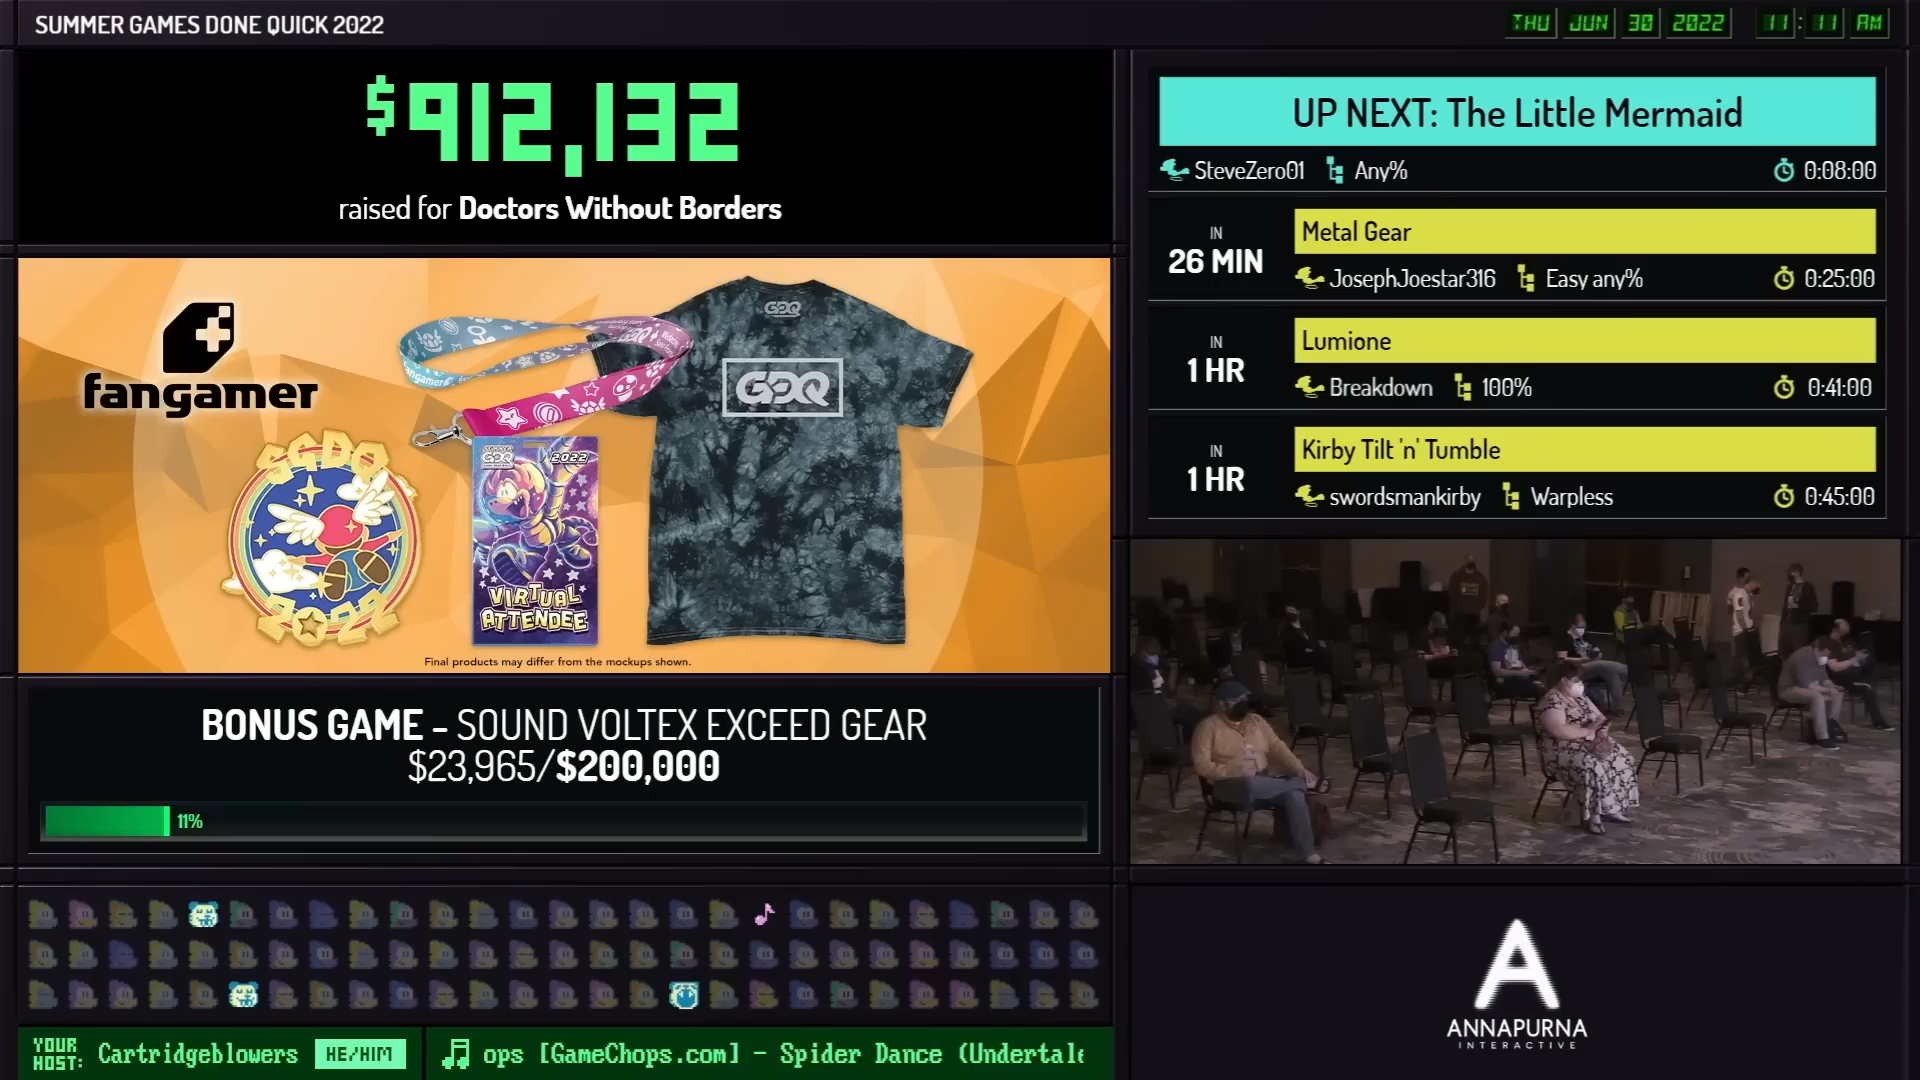 SUMMER GAMES DONE QUICK 2022
THU JUN 30 2022 11:11 AM
$912,132
raised for Doctors Without Borders
fangamer
SGDQ
2022
fangamer
GDQ
2022
VIRTUAL
ATTENDEE
GDQ
GDQ
Final products may differ from the mockups shown.
BONUS GAME - SOUND VOLTEX EXCEED GEAR
$23,965/$200,000
11%
YOUR HOST: Cartridgeblowers HE/HIM
ops [GameChops.com] - Spider Dance (Undertale
UP NEXT: The Little Mermaid
SteveZero01 Any% 0:08:00
IN 26 MIN
Metal Gear
JosephJoestar316 Easy any% 0:25:00
IN 1 HR
Lumione
Breakdown 100% 0:41:00
IN 1 HR
Kirby Tilt 'n' Tumble
swordsmankirby Warpless 0:45:00
A
ANNAPURNA
INTERACTIVE